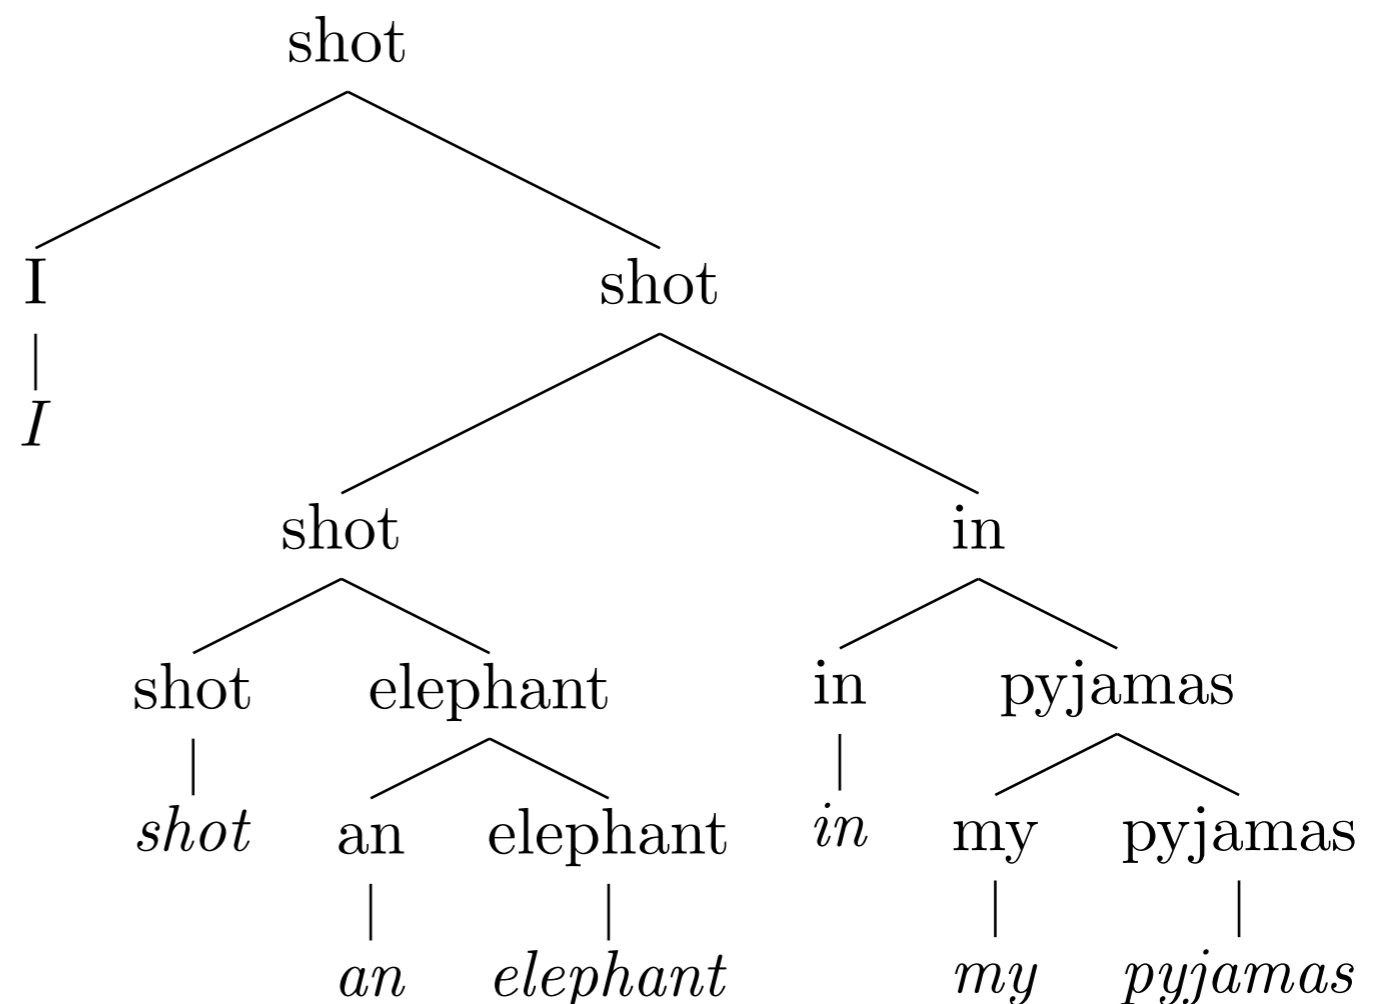 shot
I shot
I
shot in
shot elephant in pyjamas
shot an elephant in my pyjamas
an elephant my pyjamas